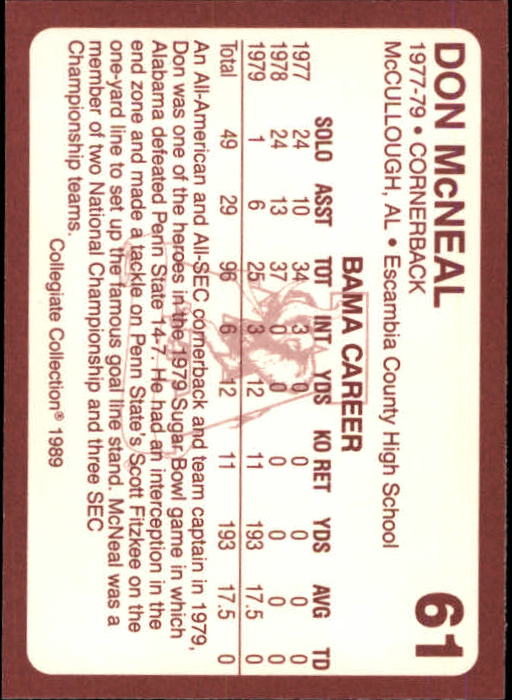 DON McNEAL 61
1977-79 • CORNERBACK
McCULLOUGH, AL • Escambia County High School
BAMA CAREER
SOLO ASST TOT INT YDS KO RET YDS AVG TD
1977 24 10 34 3 0 0 0 0 0
1978 24 13 37 0 0 0 0 0 0
1979 1 6 25 3 12 11 193 17.5 0
Total 49 29 96 6 12 11 193 17.5 0
An All-American and All-SEC cornerback and team captain in 1979,
Don was one of the heroes in the 1979 Sugar Bowl game in which
Alabama defeated Penn State 14-7. He had an interception in the
end zone and made a tackle on Penn State's Scott Fitzkee on the
one-yard line to set up the famous goal line stand. McNeal was a
member of two National Championship and three SEC
Championship teams.
Collegiate Collection® 1989